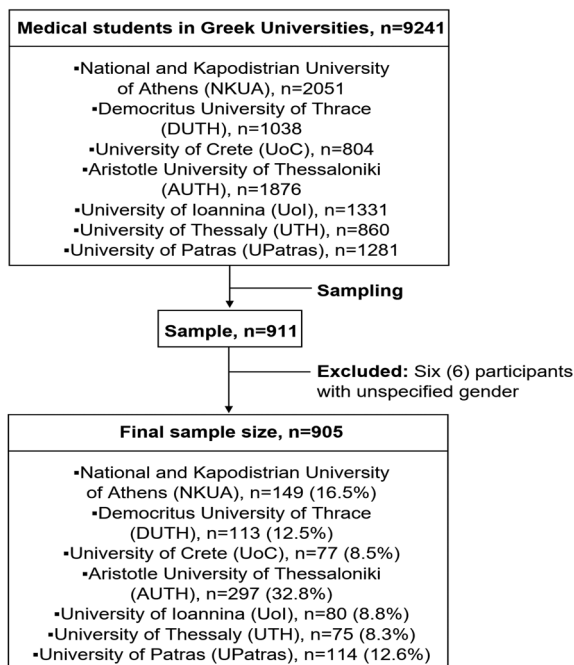 Medical students in Greek Universities, n=9241
▪National and Kapodistrian University
of Athens (NKUA), n=2051
▪Democritus University of Thrace
(DUTH), n=1038
▪University of Crete (UoC), n=804
▪Aristotle University of Thessaloniki
(AUTH), n=1876
▪University of Ioannina (UoI), n=1331
▪University of Thessaly (UTH), n=860
▪University of Patras (UPatras), n=1281
Sampling
Sample, n=911
Excluded: Six (6) participants
with unspecified gender
Final sample size, n=905
▪National and Kapodistrian University
of Athens (NKUA), n=149 (16.5%)
▪Democritus University of Thrace
(DUTH), n=113 (12.5%)
▪University of Crete (UoC), n=77 (8.5%)
▪Aristotle University of Thessaloniki
(AUTH), n=297 (32.8%)
▪University of Ioannina (UoI), n=80 (8.8%)
▪University of Thessaly (UTH), n=75 (8.3%)
▪University of Patras (UPatras), n=114 (12.6%)